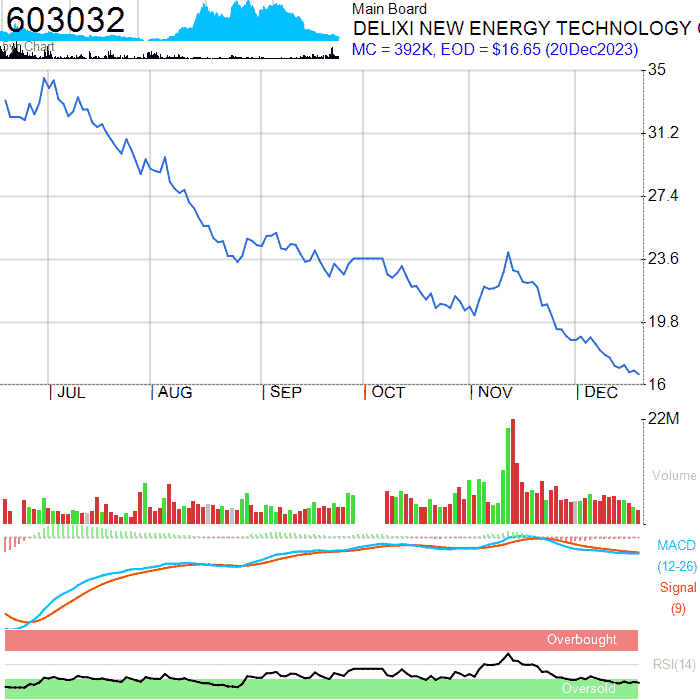 603032
5yr Chart
Main Board
DELIXI NEW ENERGY TECHNOLOGY
MC = 392K, EOD = $16.65 (20Dec2023)
35
31.2
27.4
23.6
19.8
16
JUL AUG SEP OCT NOV DEC
22M
Volume
MACD
(12-26)
Signal
(9)
Overbought
RSI(14)
Oversold